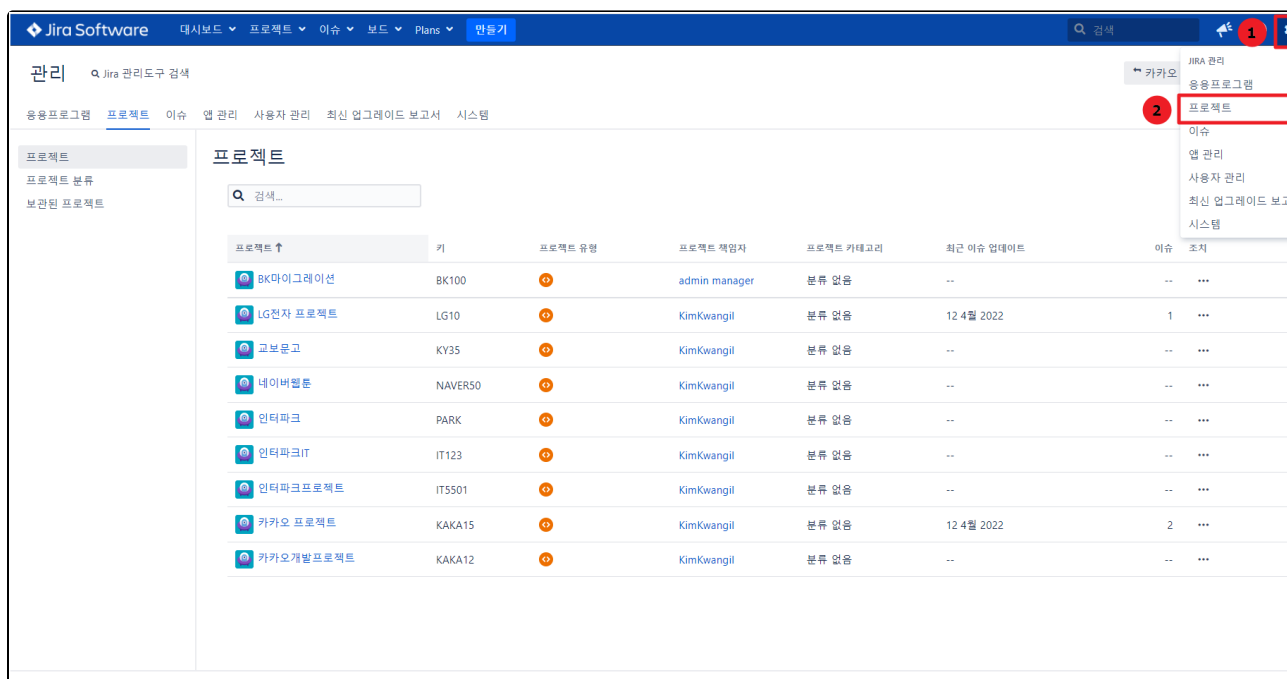 Jira Software 대시보드 프로젝트 이슈 보드 Plans 만들기 검색 1
관리 Jira 관리도구 검색 카카오
JIRA 관리
응용프로그램
2 프로젝트
이슈
앱 관리
사용자 관리
최신 업그레이드 보고
시스템
응용프로그램 프로젝트 이슈 앱 관리 사용자 관리 최신 업그레이드 보고서 시스템
프로젝트
프로젝트 분류
보관된 프로젝트
프로젝트
검색...
프로젝트 키 프로젝트 유형 프로젝트 책임자 프로젝트 카테고리 최근 이슈 업데이트 이슈 조치
BK마이그레이션 BK100 admin manager 분류 없음 -- -- •••
LG전자 프로젝트 LG10 KimKwangil 분류 없음 12 4월 2022 1 •••
교보문고 KY35 KimKwangil 분류 없음 -- -- •••
네이버웹툰 NAVER50 KimKwangil 분류 없음 -- -- •••
인터파크 PARK KimKwangil 분류 없음 -- -- •••
인터파크IT IT123 KimKwangil 분류 없음 -- -- •••
인터파크프로젝트 IT5501 KimKwangil 분류 없음 -- -- •••
카카오 프로젝트 KAKA15 KimKwangil 분류 없음 12 4월 2022 2 •••
카카오개발프로젝트 KAKA12 KimKwangil 분류 없음 -- -- •••